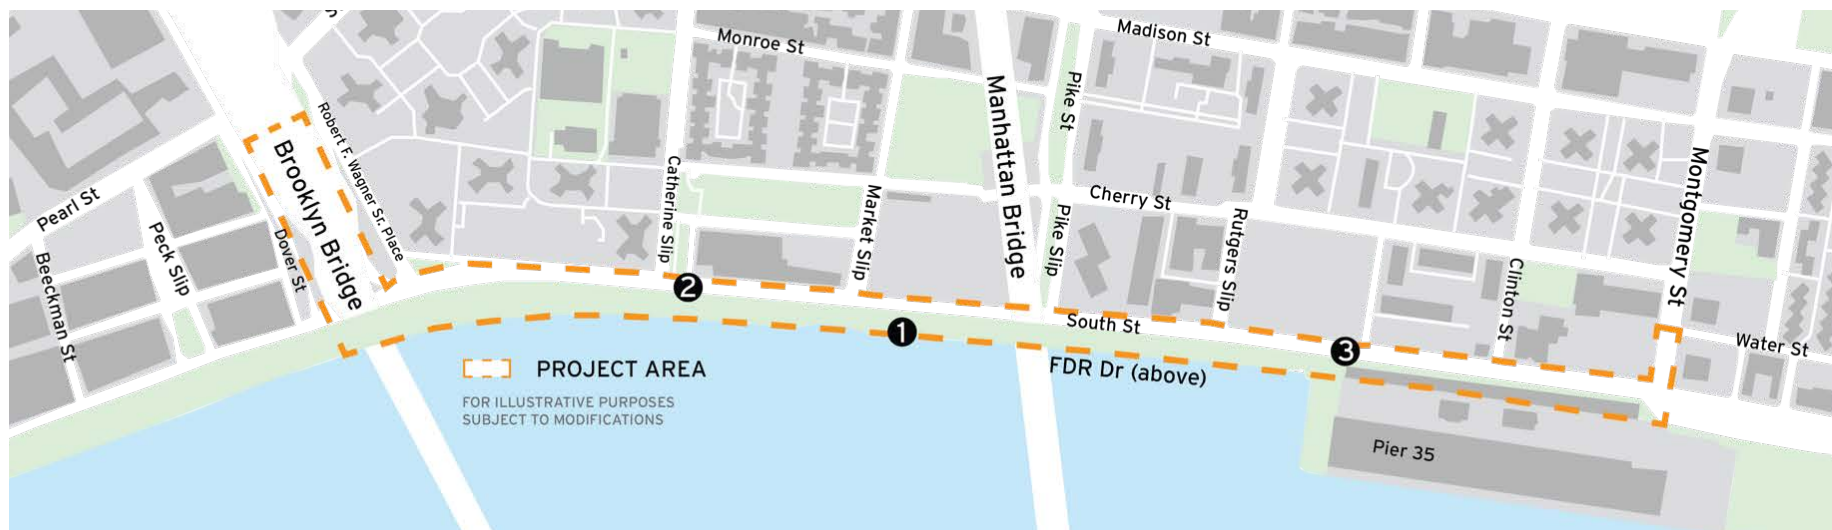 Monroe St
Madison St
Pike St
Manhattan Bridge
Robert F. Wagner Sr. Place
Brooklyn Bridge
Catherine Slip
Market Slip
Cherry St
Pike Slip
Rutgers Slip
Montgomery St
Pearl St
Peck Slip
Dover St
Beeckman St
Clinton St
2
1
South St
3
Water St
FDR Dr (above)
PROJECT AREA
FOR ILLUSTRATIVE PURPOSES
SUBJECT TO MODIFICATIONS
Pier 35